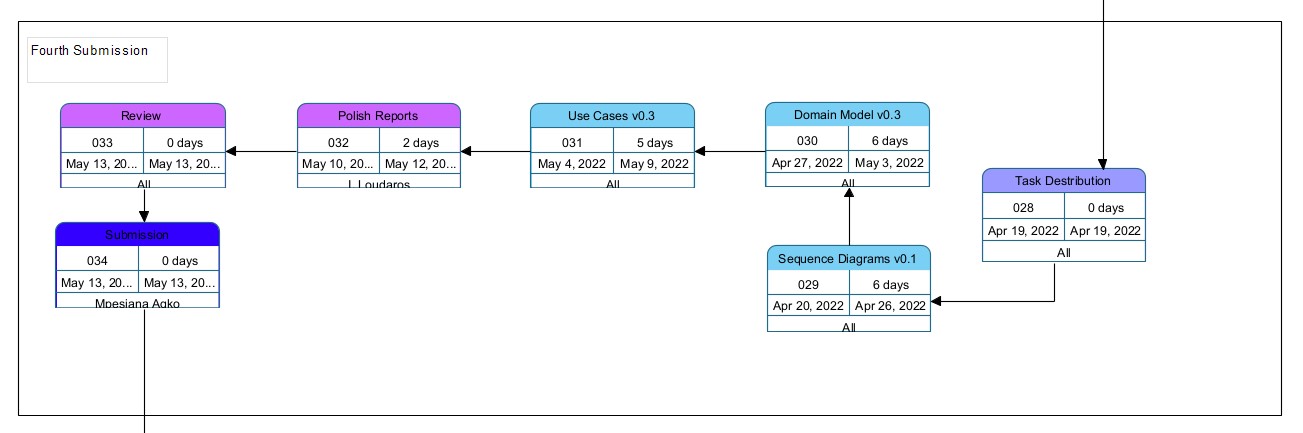 Fourth Submission
Review
033 0 days
May 13, 20... May 13, 20...
All
Polish Reports
032 2 days
May 10, 20... May 12, 20...
I. Loudaros
Use Cases v0.3
031 5 days
May 4, 2022 May 9, 2022
All
Domain Model v0.3
030 6 days
Apr 27, 2022 May 3, 2022
All
Task Destribution
028 0 days
Apr 19, 2022 Apr 19, 2022
All
Submission
034 0 days
May 13, 20... May 13, 20...
Mpesiana Agko
Sequence Diagrams v0.1
029 6 days
Apr 20, 2022 Apr 26, 2022
All